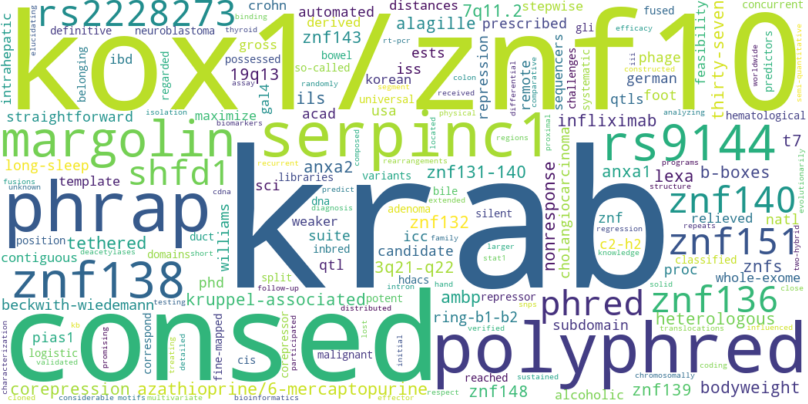 rs2228273
crohn
binding
automated
distances
7q11.2
stepwise
fused
concurrent
elucidating
thyroid
definitive
neuroblastoma
derived
alagille
prescribed
gli
efficacy
intrahepatic
kox1/znf10
belonging
ibd
gross
znf143
bowel
rt-pcr
ests
remote
phage
constructed
feasibility
regarded
possessed
so-called
korean
iss
repression
differential
comparative
sequencers
challenges
german
systematic
qtls
worldwide
predictors
thirty-seven
semi-quantitative
19q13
assay
gal4
randomly
universal
colon
segment
received
physical
foot
iii
straightforward
maximize
ils
acad
usa
hematological
isolation
biomarkers
composed
located
regions
proximal
analyzing
margolin
serpinc1
infliximab
rs9144
t7
long-sleep
shfd1
recurrent
rearrangements
anxa2
variants
znf131-140
anxa1
lexa
b-boxes
programs
structure
fusions
unknown
template
cdna
sci
libraries
predict
diagnosis
extended
dna
bile
adenoma
nonresponse
cholangiocarcinoma
znf140
evolutionarily
phrap
krab
position
tethered
duct
williams
weaker
suite
inbred
icc
family
znf132
silent
candidate
larger
stat1
znf
regression
knowledge
c2-h2
relieved
natl
repeats
znf151
two-hybrid
contiguous
domains
deacetylases
short
qtl
3q21-q22
classified
znfs
znf138
phd
split
follow-up
hdacs
intron
hand
proc
whole-exome
solid
close
beckwith-wiedemann
testing
kruppel-associated
potent
ambp
repressor
snps
phred
znf136
characterization
kb
promising
distributed
ring-b1-b2
heterologous
consed
polyphred
pias1
logistic
validated
treating
detailed
correspond
fine-mapped
cis
corepressor
participated
malignant
lost
initial
verified
subdomain
translocations
influenced
coding
chromosomally
reached
bodyweight
corepression
azathioprine/6-mercaptopurine
respect
sustained
znf148
alcoholic
znf139
cloned
considerable
motifs
multivariate
bioinformatics
effector